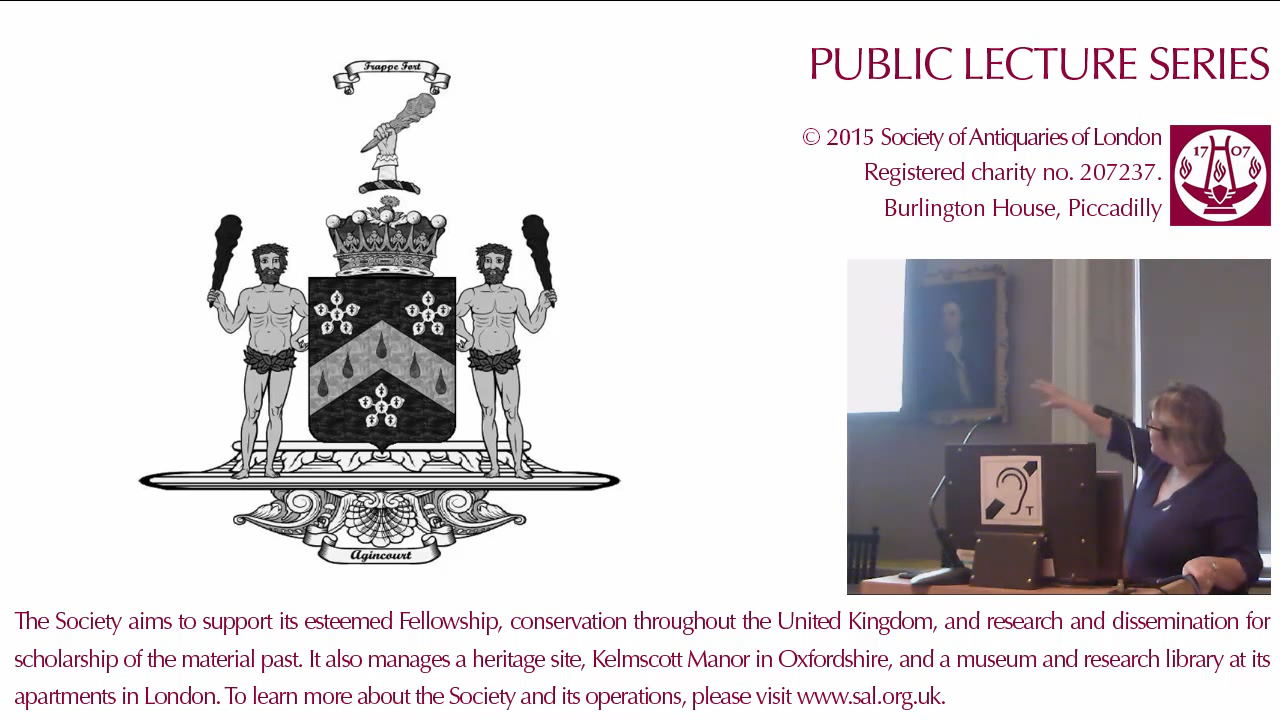 Frappe Fort
Agincourt
PUBLIC LECTURE SERIES
© 2015 Society of Antiquaries of London
Registered charity no. 207237.
Burlington House, Piccadilly
17 07
T
The Society aims to support its esteemed Fellowship, conservation throughout the United Kingdom, and research and dissemination for
scholarship of the material past. It also manages a heritage site, Kelmscott Manor in Oxfordshire, and a museum and research library at its
apartments in London. To learn more about the Society and its operations, please visit www.sal.org.uk.